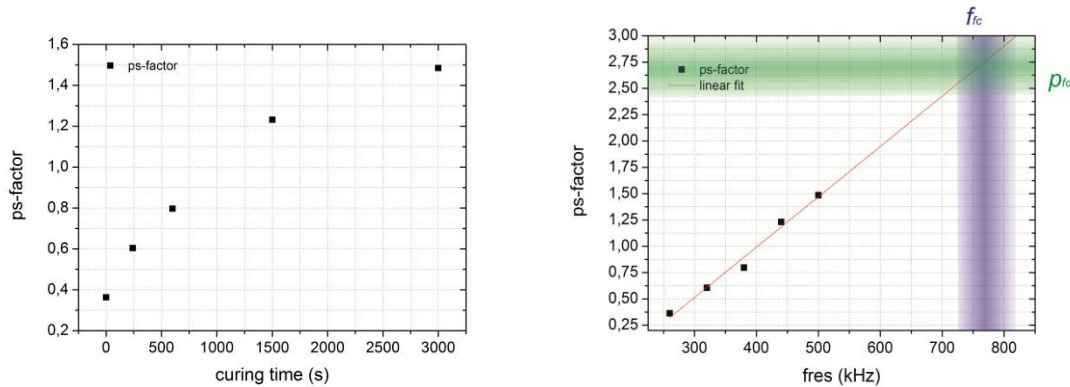 1,6
1,4
1,2
1,0
0,8
0,6
0,4
0,2
ps-factor
ps-factor
0 500 1000 1500 2000 2500 3000
curing time (s)
f fc
3,00
2,75
2,50
2,25
2,00
1,75
1,50
1,25
1,00
0,75
0,50
0,25
ps-factor
ps-factor
linear fit
p fc
300 400 500 600 700 800
fres (kHz)